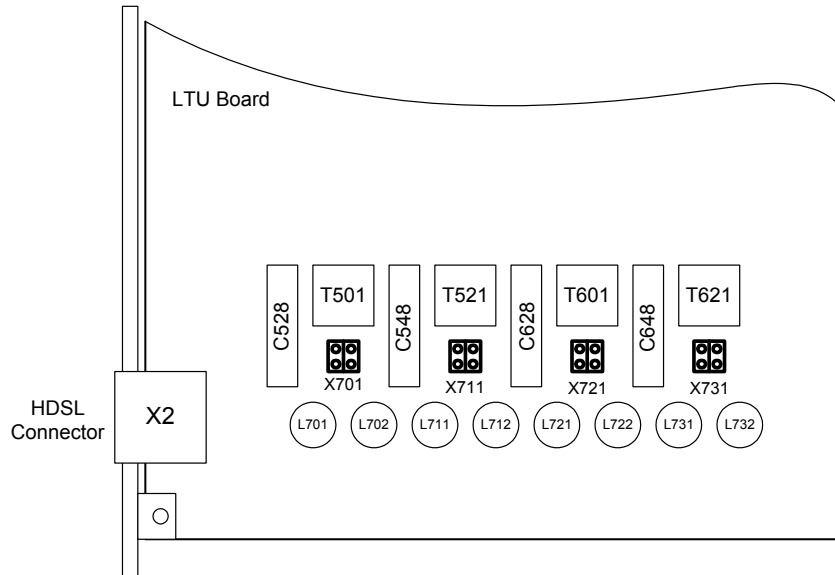 LTU Board
C528
T501
C548
T521
C628
T601
C648
T621
X701
X711
X721
X731
HDSL
Connector
X2
L701
L702
L711
L712
L721
L722
L731
L732